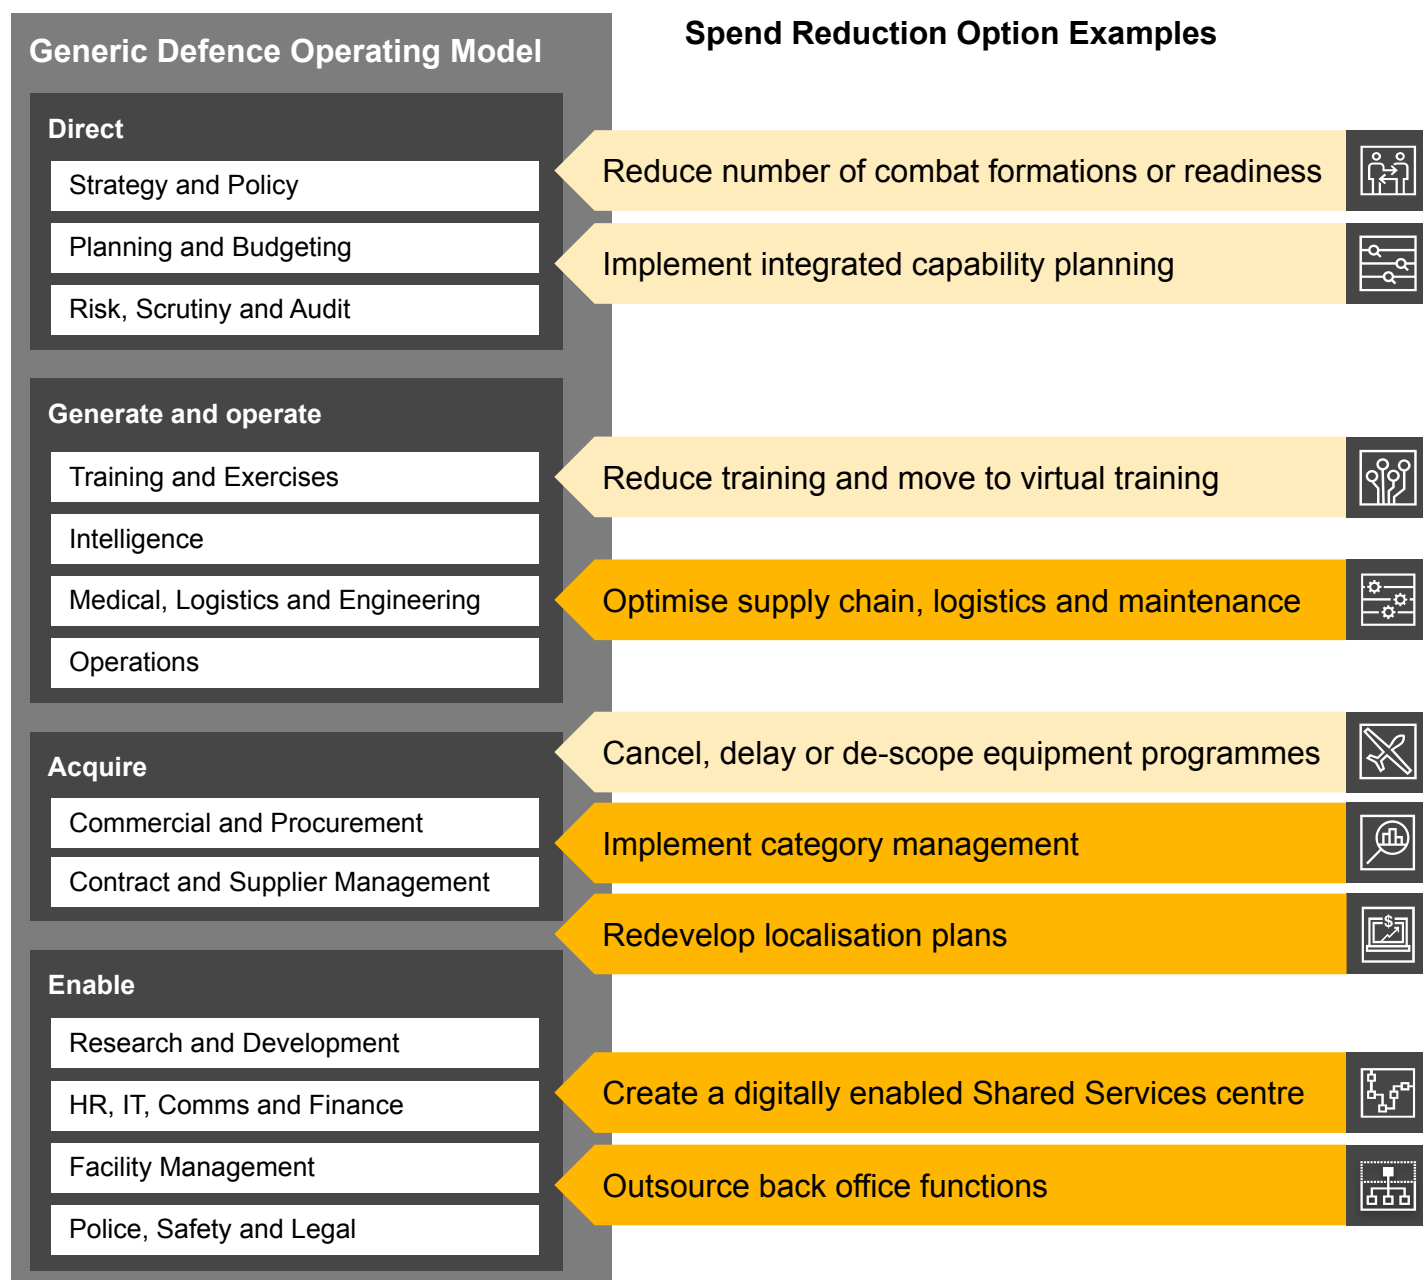 Generic Defence Operating Model
Spend Reduction Option Examples
Direct
Strategy and Policy
Planning and Budgeting
Risk, Scrutiny and Audit
Reduce number of combat formations or readiness
Implement integrated capability planning
Generate and operate
Training and Exercises
Intelligence
Medical, Logistics and Engineering
Operations
Reduce training and move to virtual training
Optimise supply chain, logistics and maintenance
Acquire
Commercial and Procurement
Contract and Supplier Management
Cancel, delay or de-scope equipment programmes
Implement category management
Redevelop localisation plans
$
Enable
Research and Development
HR, IT, Comms and Finance
Facility Management
Police, Safety and Legal
Create a digitally enabled Shared Services centre
Outsource back office functions